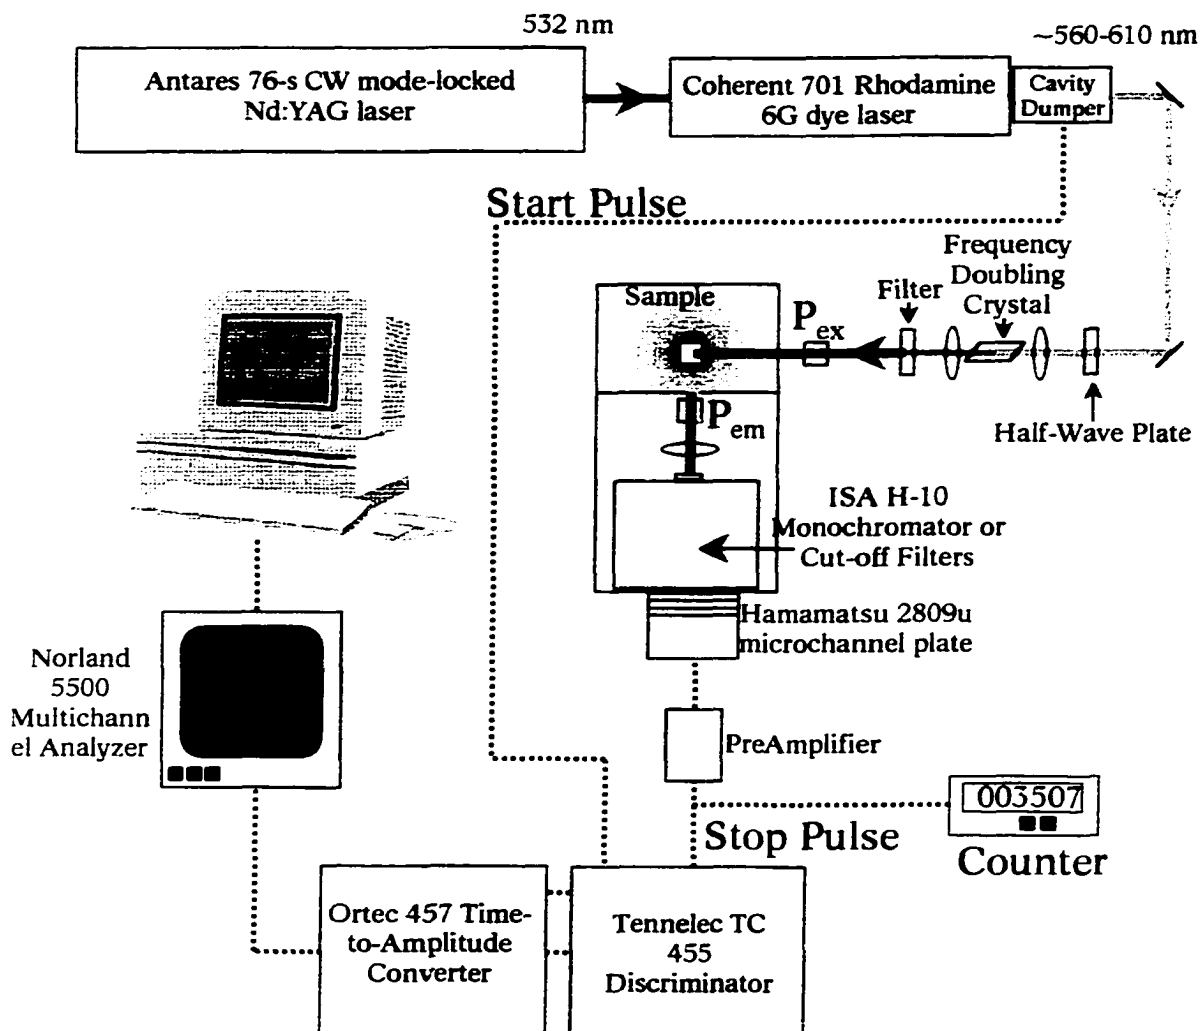 532 nm
~560-610 nm
Antares 76-s CW mode-locked
Nd:YAG laser
Coherent 701 Rhodamine
6G dye laser
Cavity
Dumper
Start Pulse
Frequency
Doubling
Crystal
Filter
Sample
P
ex
P
em
Half-Wave Plate
ISA H-10
Monochromator or
Cut-off Filters
Hamamatsu 2809u
microchannel plate
Norland
5500
Multichann
el Analyzer
PreAmplifier
003507
Stop Pulse
Counter
Ortec 457 Time-
to-Amplitude
Converter
Tennelec TC
455
Discriminator